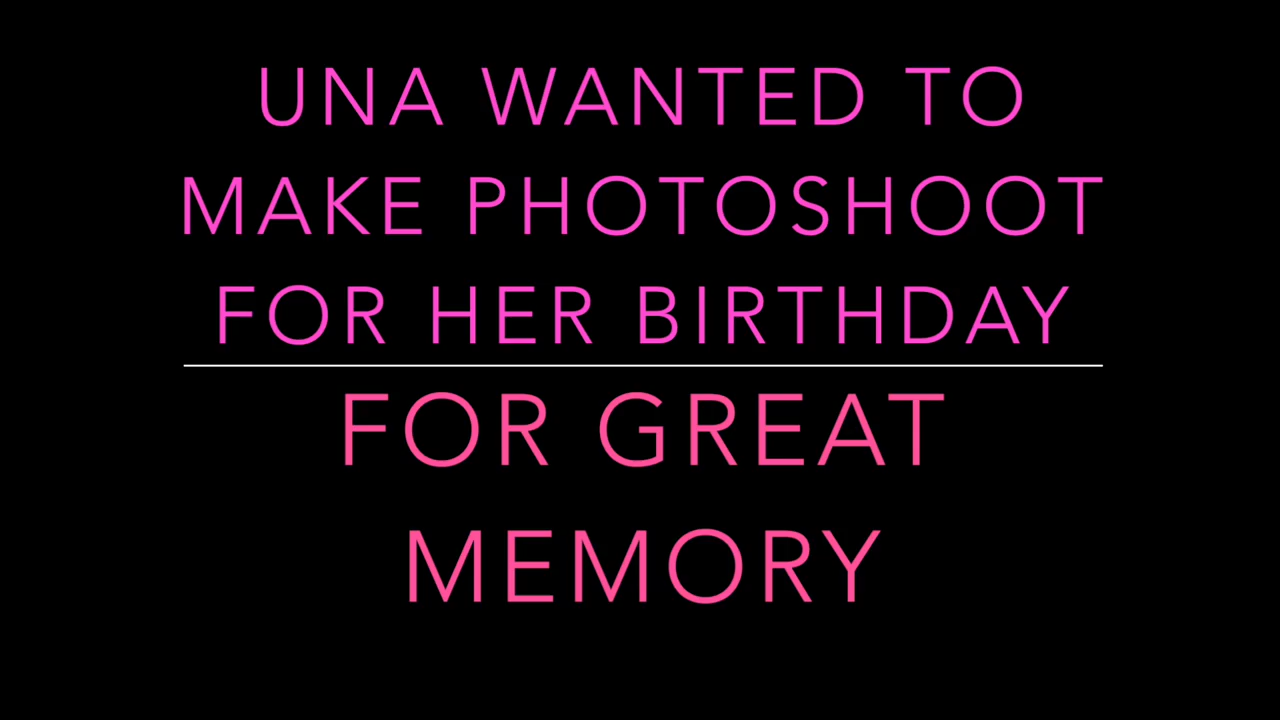 UNA WANTED TO
MAKE PHOTOSHOOT
FOR HER BIRTHDAY
FOR GREAT
MEMORY